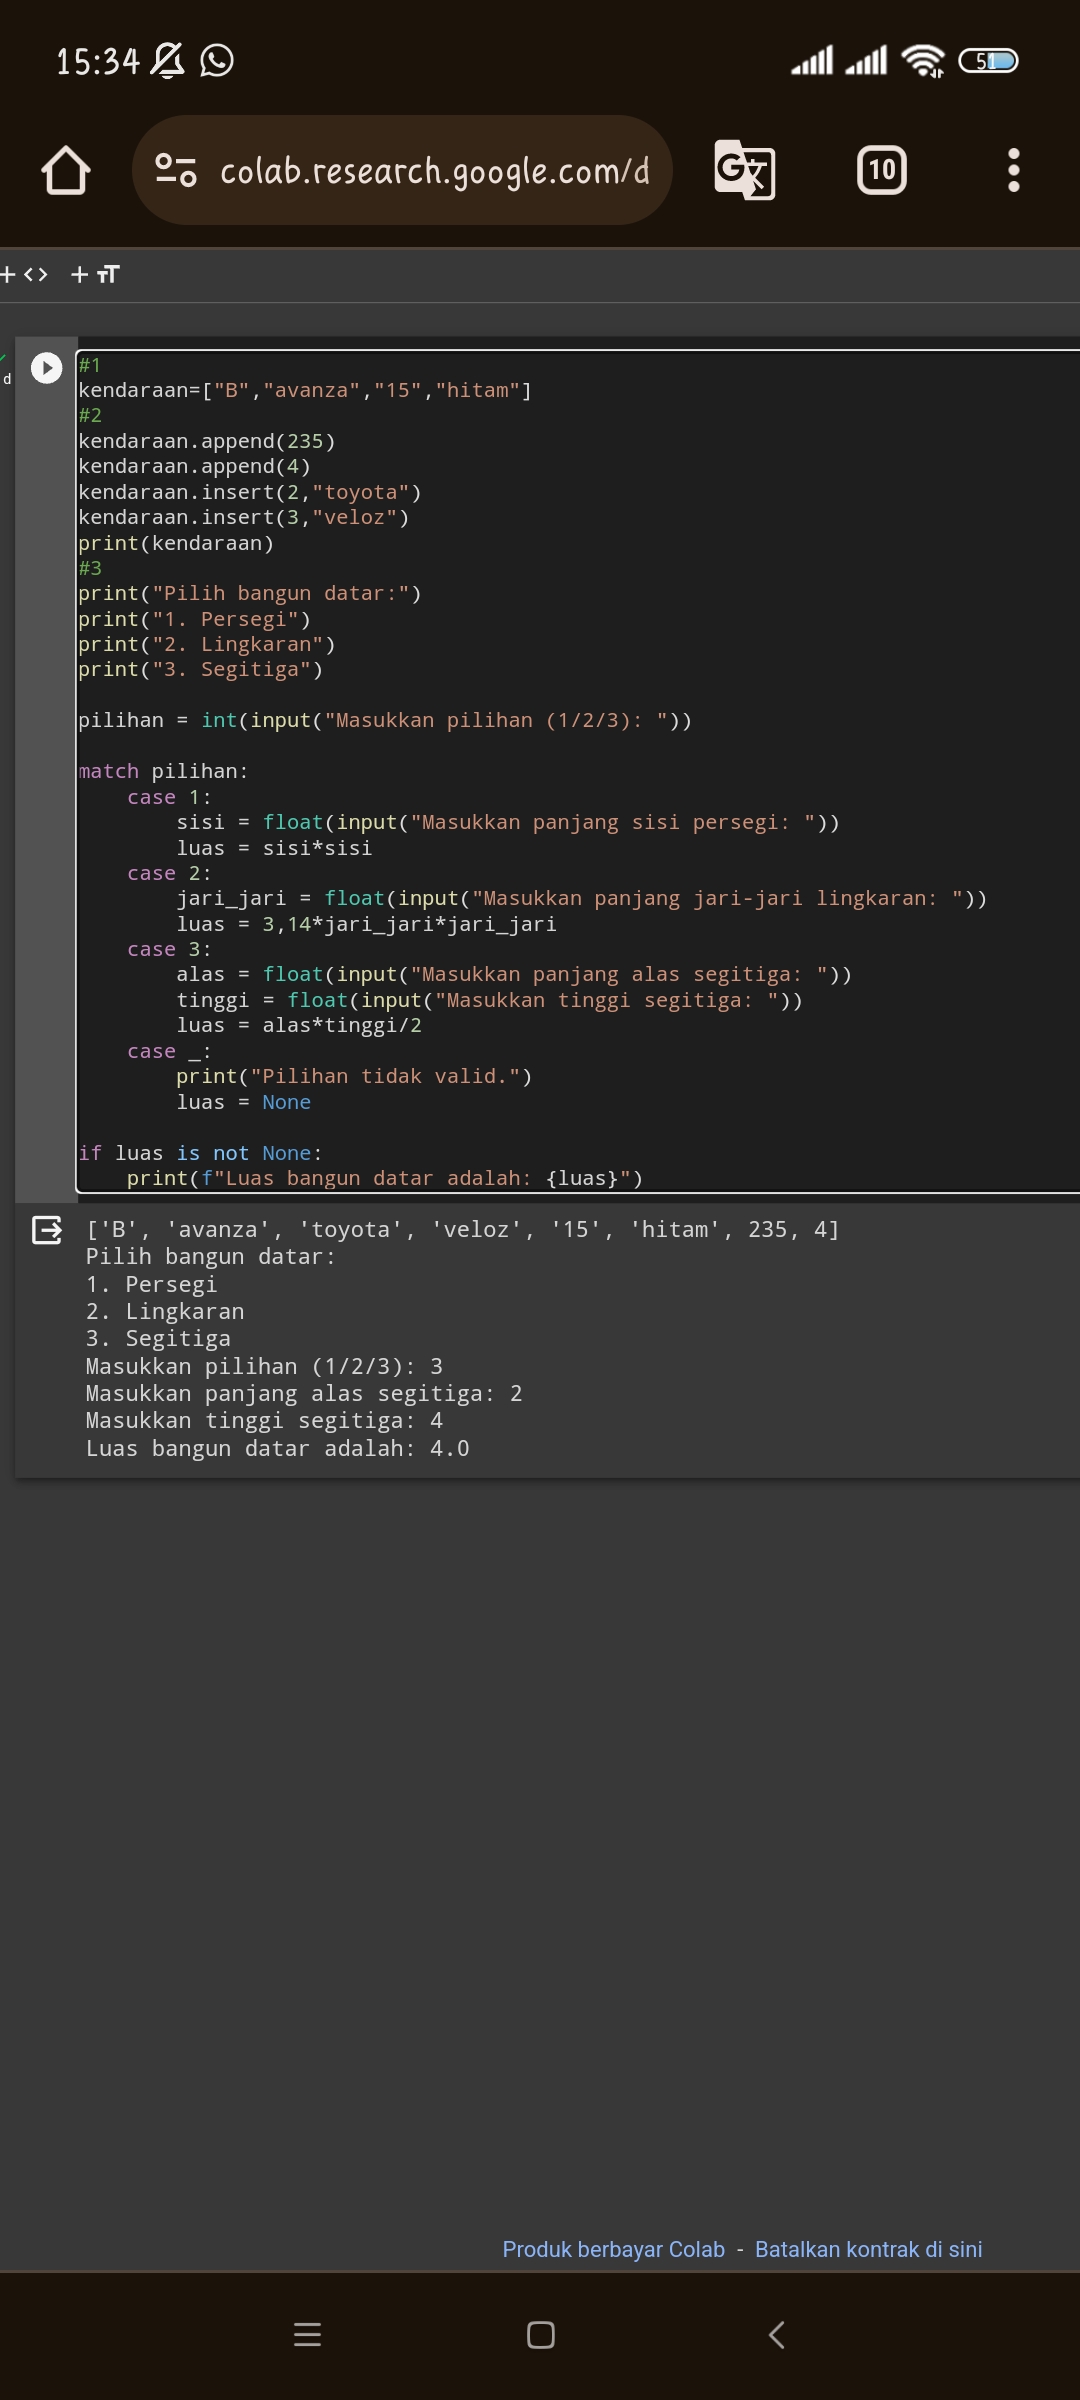 15:34
51
colab.research.google.com/d
10
+ <> + TT
d
#1
kendaraan=["B","avanza","15","hitam"]
#2
kendaraan.append(235)
kendaraan.append(4)
kendaraan.insert(2,"toyota")
kendaraan.insert(3,"veloz")
print(kendaraan)
#3
print("Pilih bangun datar:")
print("1. Persegi")
print("2. Lingkaran")
print("3. Segitiga")
pilihan = int(input("Masukkan pilihan (1/2/3): "))
match pilihan:
    case 1:
        sisi = float(input("Masukkan panjang sisi persegi: "))
        luas = sisi*sisi
    case 2:
        jari_jari = float(input("Masukkan panjang jari-jari lingkaran: "))
        luas = 3,14*jari_jari*jari_jari
    case 3:
        alas = float(input("Masukkan panjang alas segitiga: "))
        tinggi = float(input("Masukkan tinggi segitiga: "))
        luas = alas*tinggi/2
    case _:
        print("Pilihan tidak valid.")
        luas = None
if luas is not None:
    print(f"Luas bangun datar adalah: {luas}")
['B', 'avanza', 'toyota', 'veloz', '15', 'hitam', 235, 4]
Pilih bangun datar:
1. Persegi
2. Lingkaran
3. Segitiga
Masukkan pilihan (1/2/3): 3
Masukkan panjang alas segitiga: 2
Masukkan tinggi segitiga: 4
Luas bangun datar adalah: 4.0
Produk berbayar Colab - Batalkan kontrak di sini